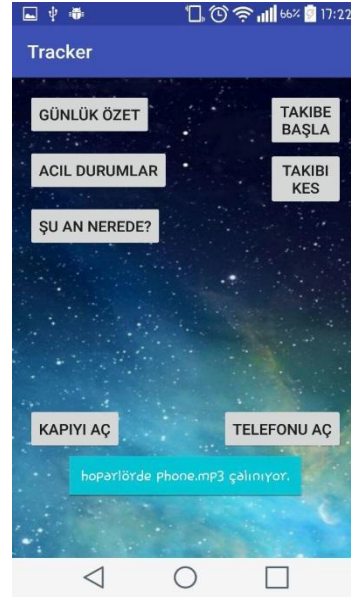 66% 17:22
Tracker
GÜNLÜK ÖZET
TAKIBE
BAŞLA
ACIL DURUMLAR
TAKIBI
KES
ŞU AN NEREDE?
KAPIYI AÇ
TELEFONU AÇ
hoparlörde Phone.mp3 çalınıyor.